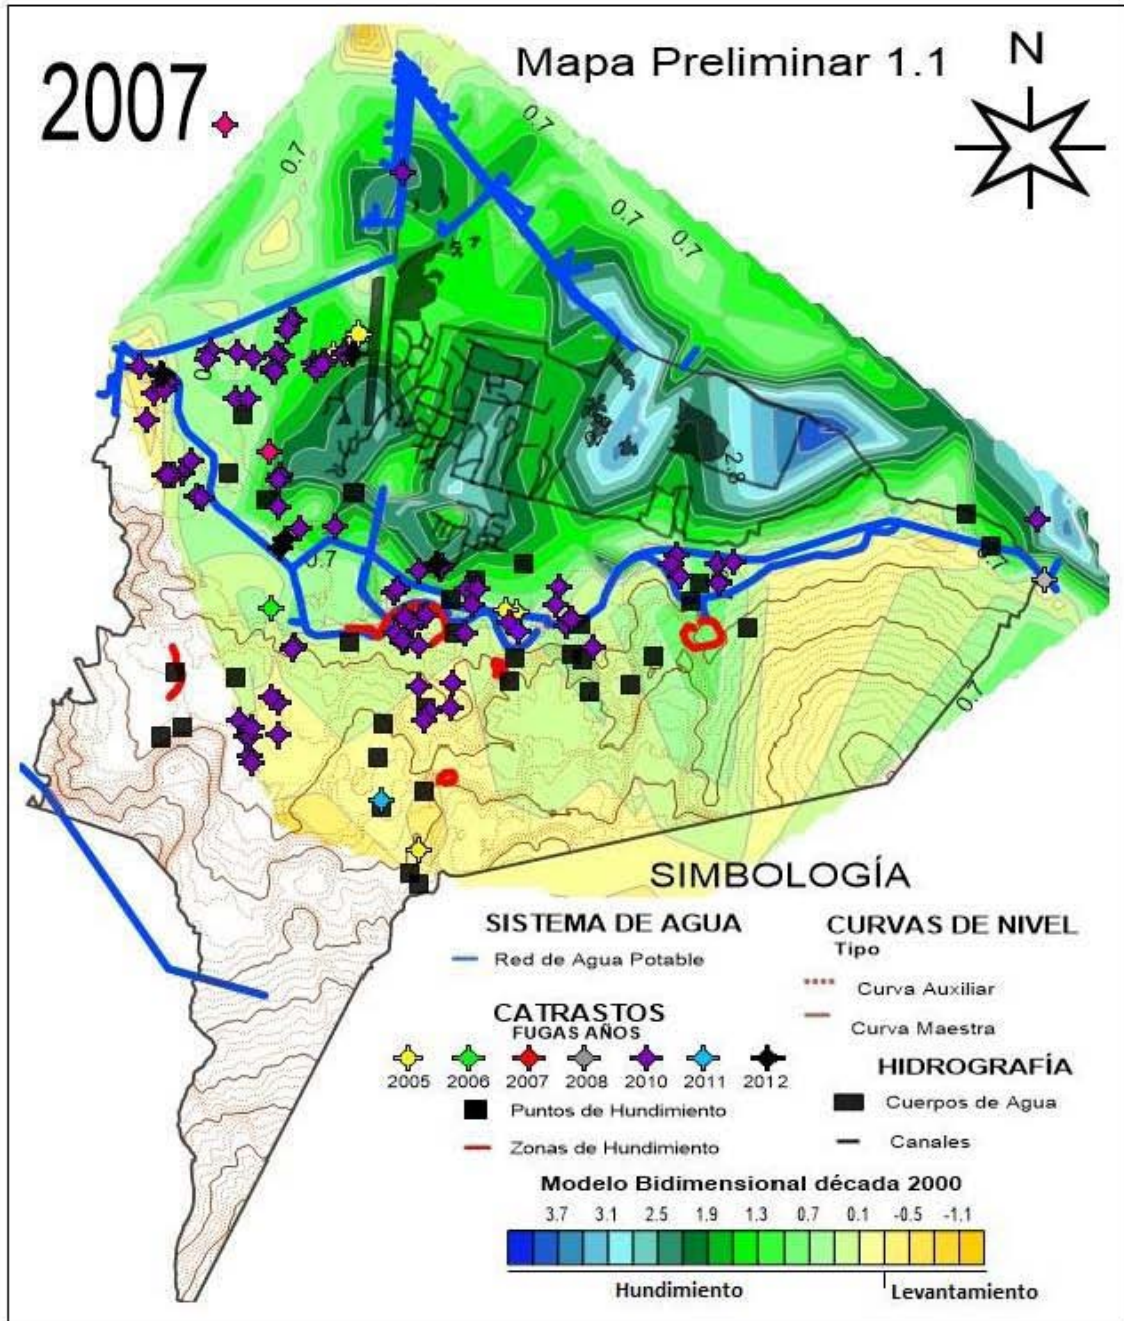 2007
Mapa Preliminar 1.1
N
0.7
0.7
0.7
0.7
2.8
0.7
0.7
0.7
SIMBOLOGÍA
SISTEMA DE AGUA
Red de Agua Potable
CURVAS DE NIVEL
Tipo
Curva Auxiliar
Curva Maestra
CATRASTOS
FUGAS AÑOS
2005 2006 2007 2008 2010 2011 2012
Puntos de Hundimiento
Zonas de Hundimiento
HIDROGRAFÍA
Cuerpos de Agua
Canales
Modelo Bidimensional década 2000
3.7 3.1 2.5 1.9 1.3 0.7 0.1 -0.5 -1.1
Hundimiento
Levantamiento